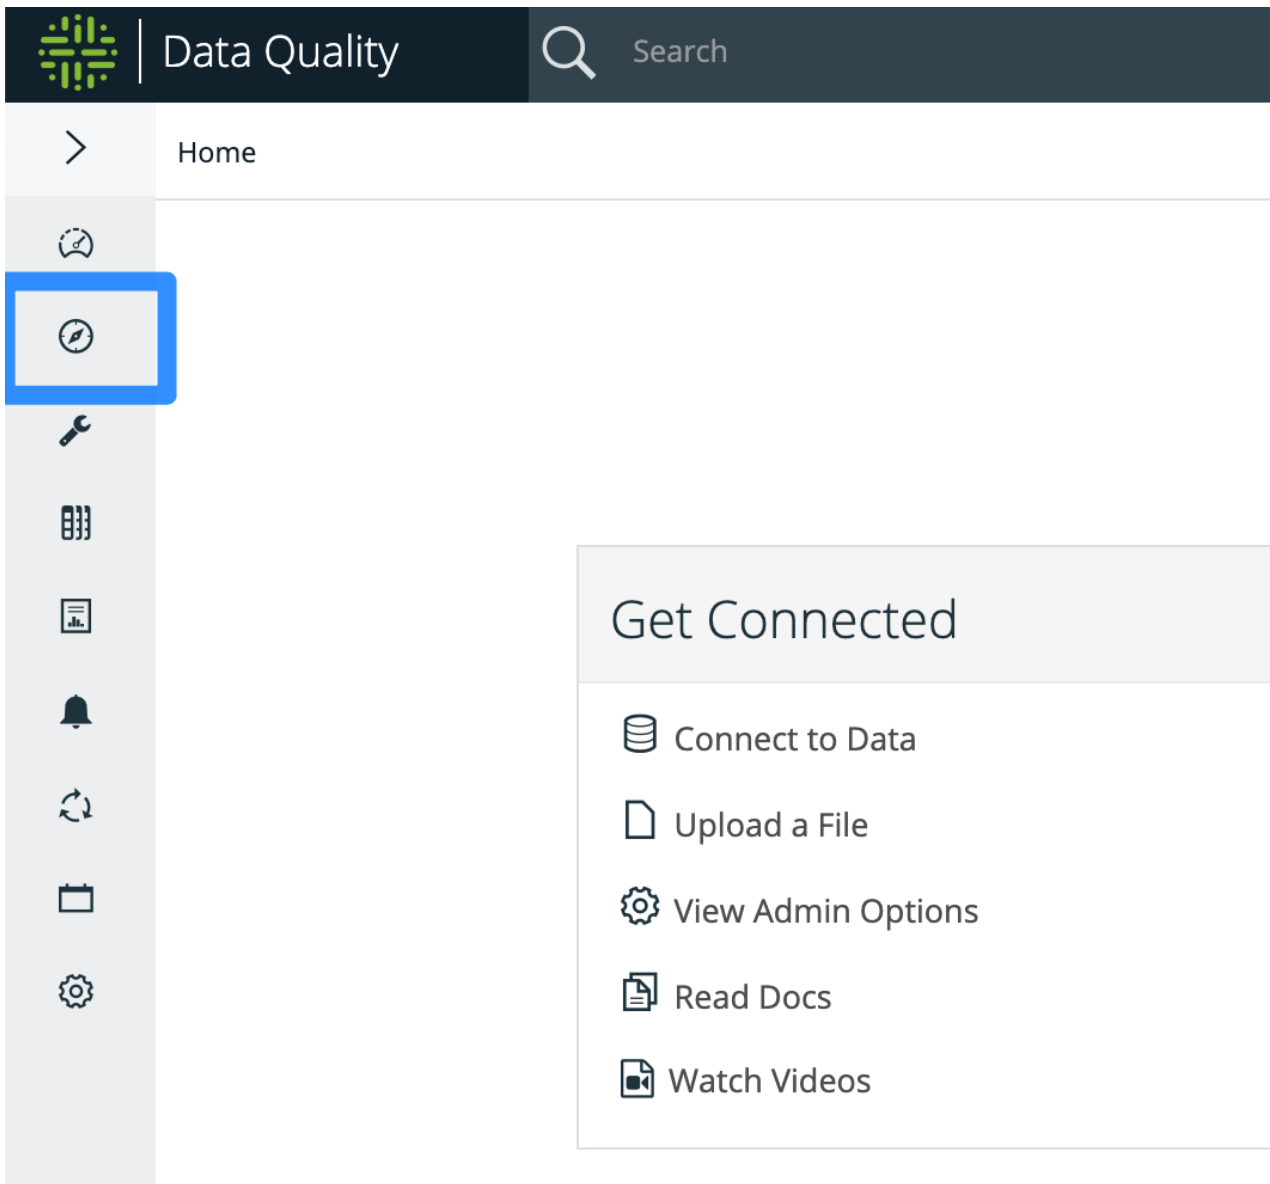 Data Quality
Search
Home
Get Connected
Connect to Data
Upload a File
View Admin Options
Read Docs
Watch Videos